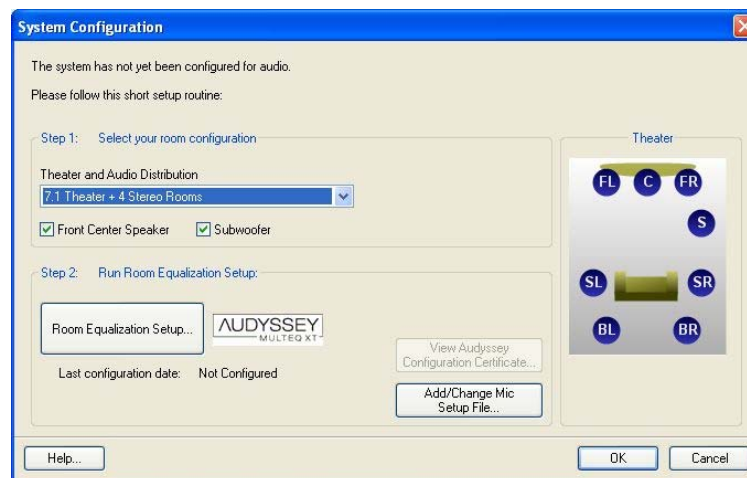 System Configuration
The system has not yet been configured for audio.
Please follow this short setup routine:
Step 1: Select your room configuration
Theater and Audio Distribution
7.1 Theater + 4 Stereo Rooms
Front Center Speaker Subwoofer
Step 2: Run Room Equalization Setup:
Room Equalization Setup...
AUDYSSEY
MULTEQ XT
Last configuration date: Not Configured
View Audyssey
Configuration Certificate...
Add/Change Mic
Setup File...
Theater
FL C FR
S
SL SR
BL BR
Help... OK Cancel